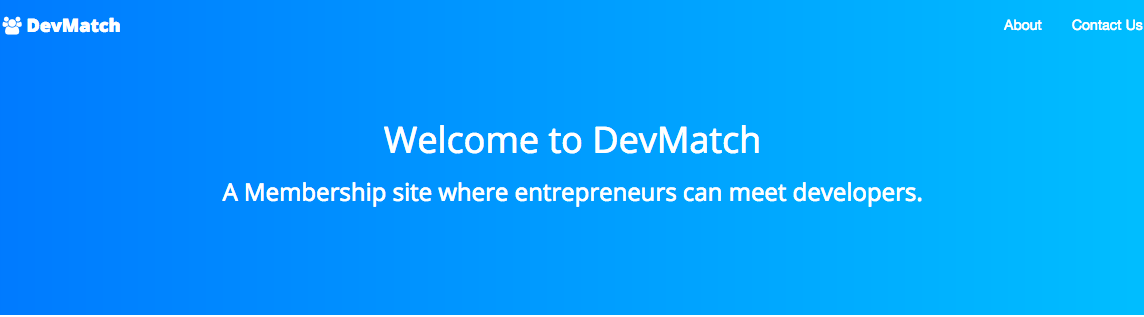 DevMatch
About
Contact Us
Welcome to DevMatch
A Membership site where entrepreneurs can meet developers.